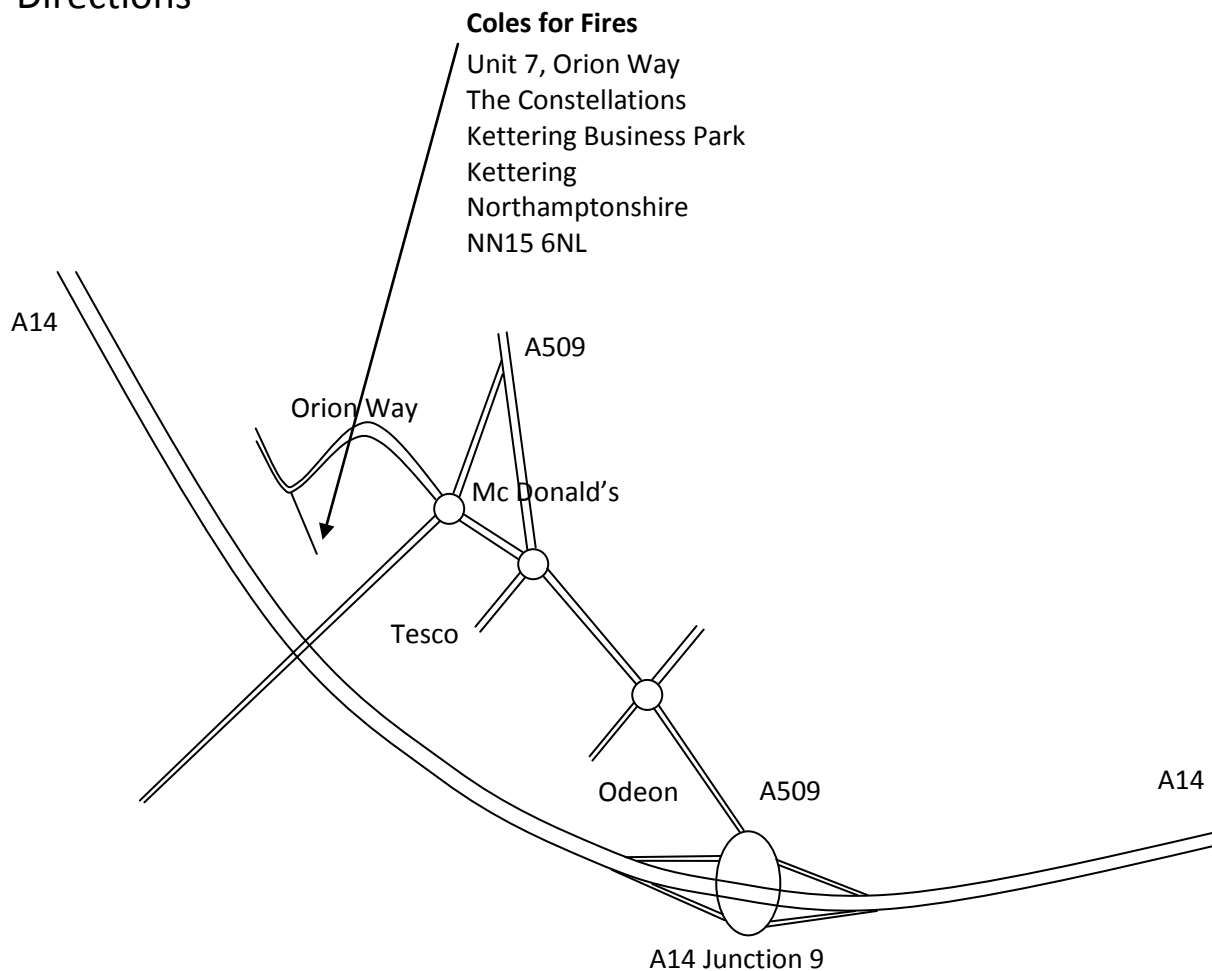 Directions
Coles for Fires
Unit 7, Orion Way
The Constellations
Kettering Business Park
Kettering
Northamptonshire
NN15 6NL
A14
A509
Orion Way
Mc Donald’s
Tesco
Odeon
A509
A14
A14 Junction 9